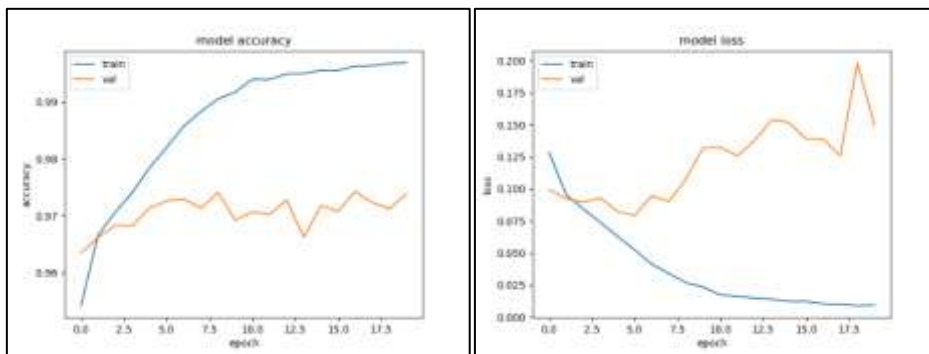 model accuracy
train
val
0.99
0.98
0.97
0.96
accuracy
0.0 2.5 5.0 7.5 10.0 12.5 15.0 17.5
epoch
model loss
train
val
0.200
0.175
0.150
0.125
0.100
0.075
0.050
0.025
0.000
loss
0.0 2.5 5.0 7.5 10.0 12.5 15.0 17.5
epoch